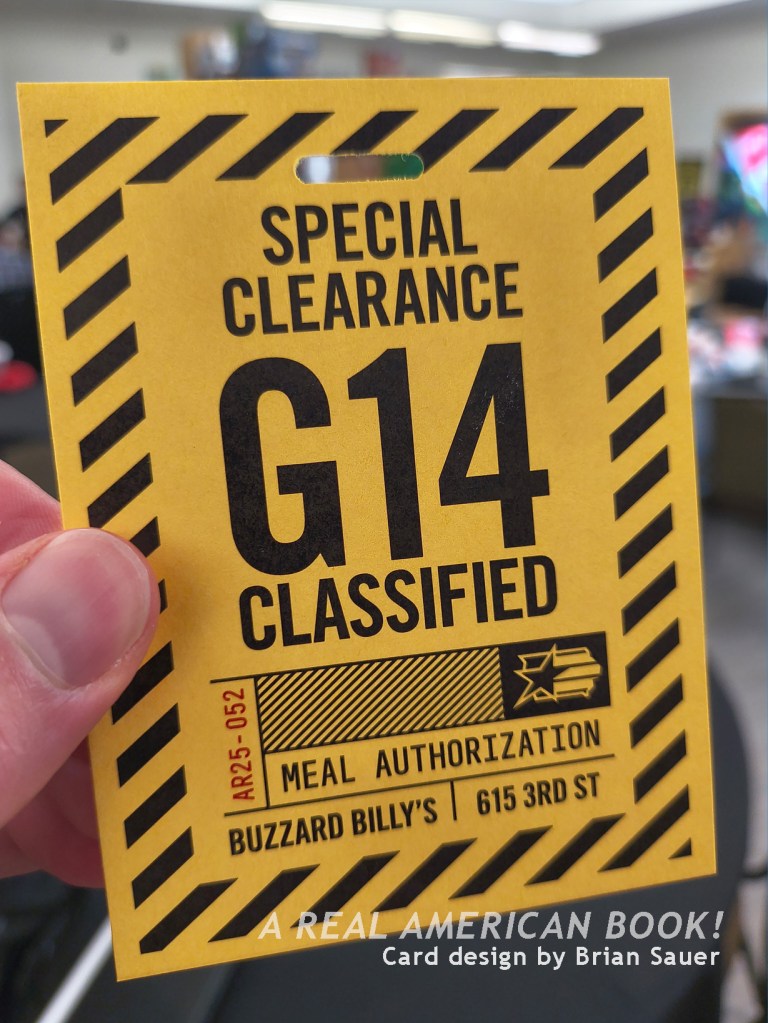 SPECIAL
CLEARANCE
G14
CLASSIFIED
AR25-052
MEAL AUTHORIZATION
BUZZARD BILLY'S | 615 3RD ST
A REAL AMERICAN BOOK!
Card design by Brian Sauer